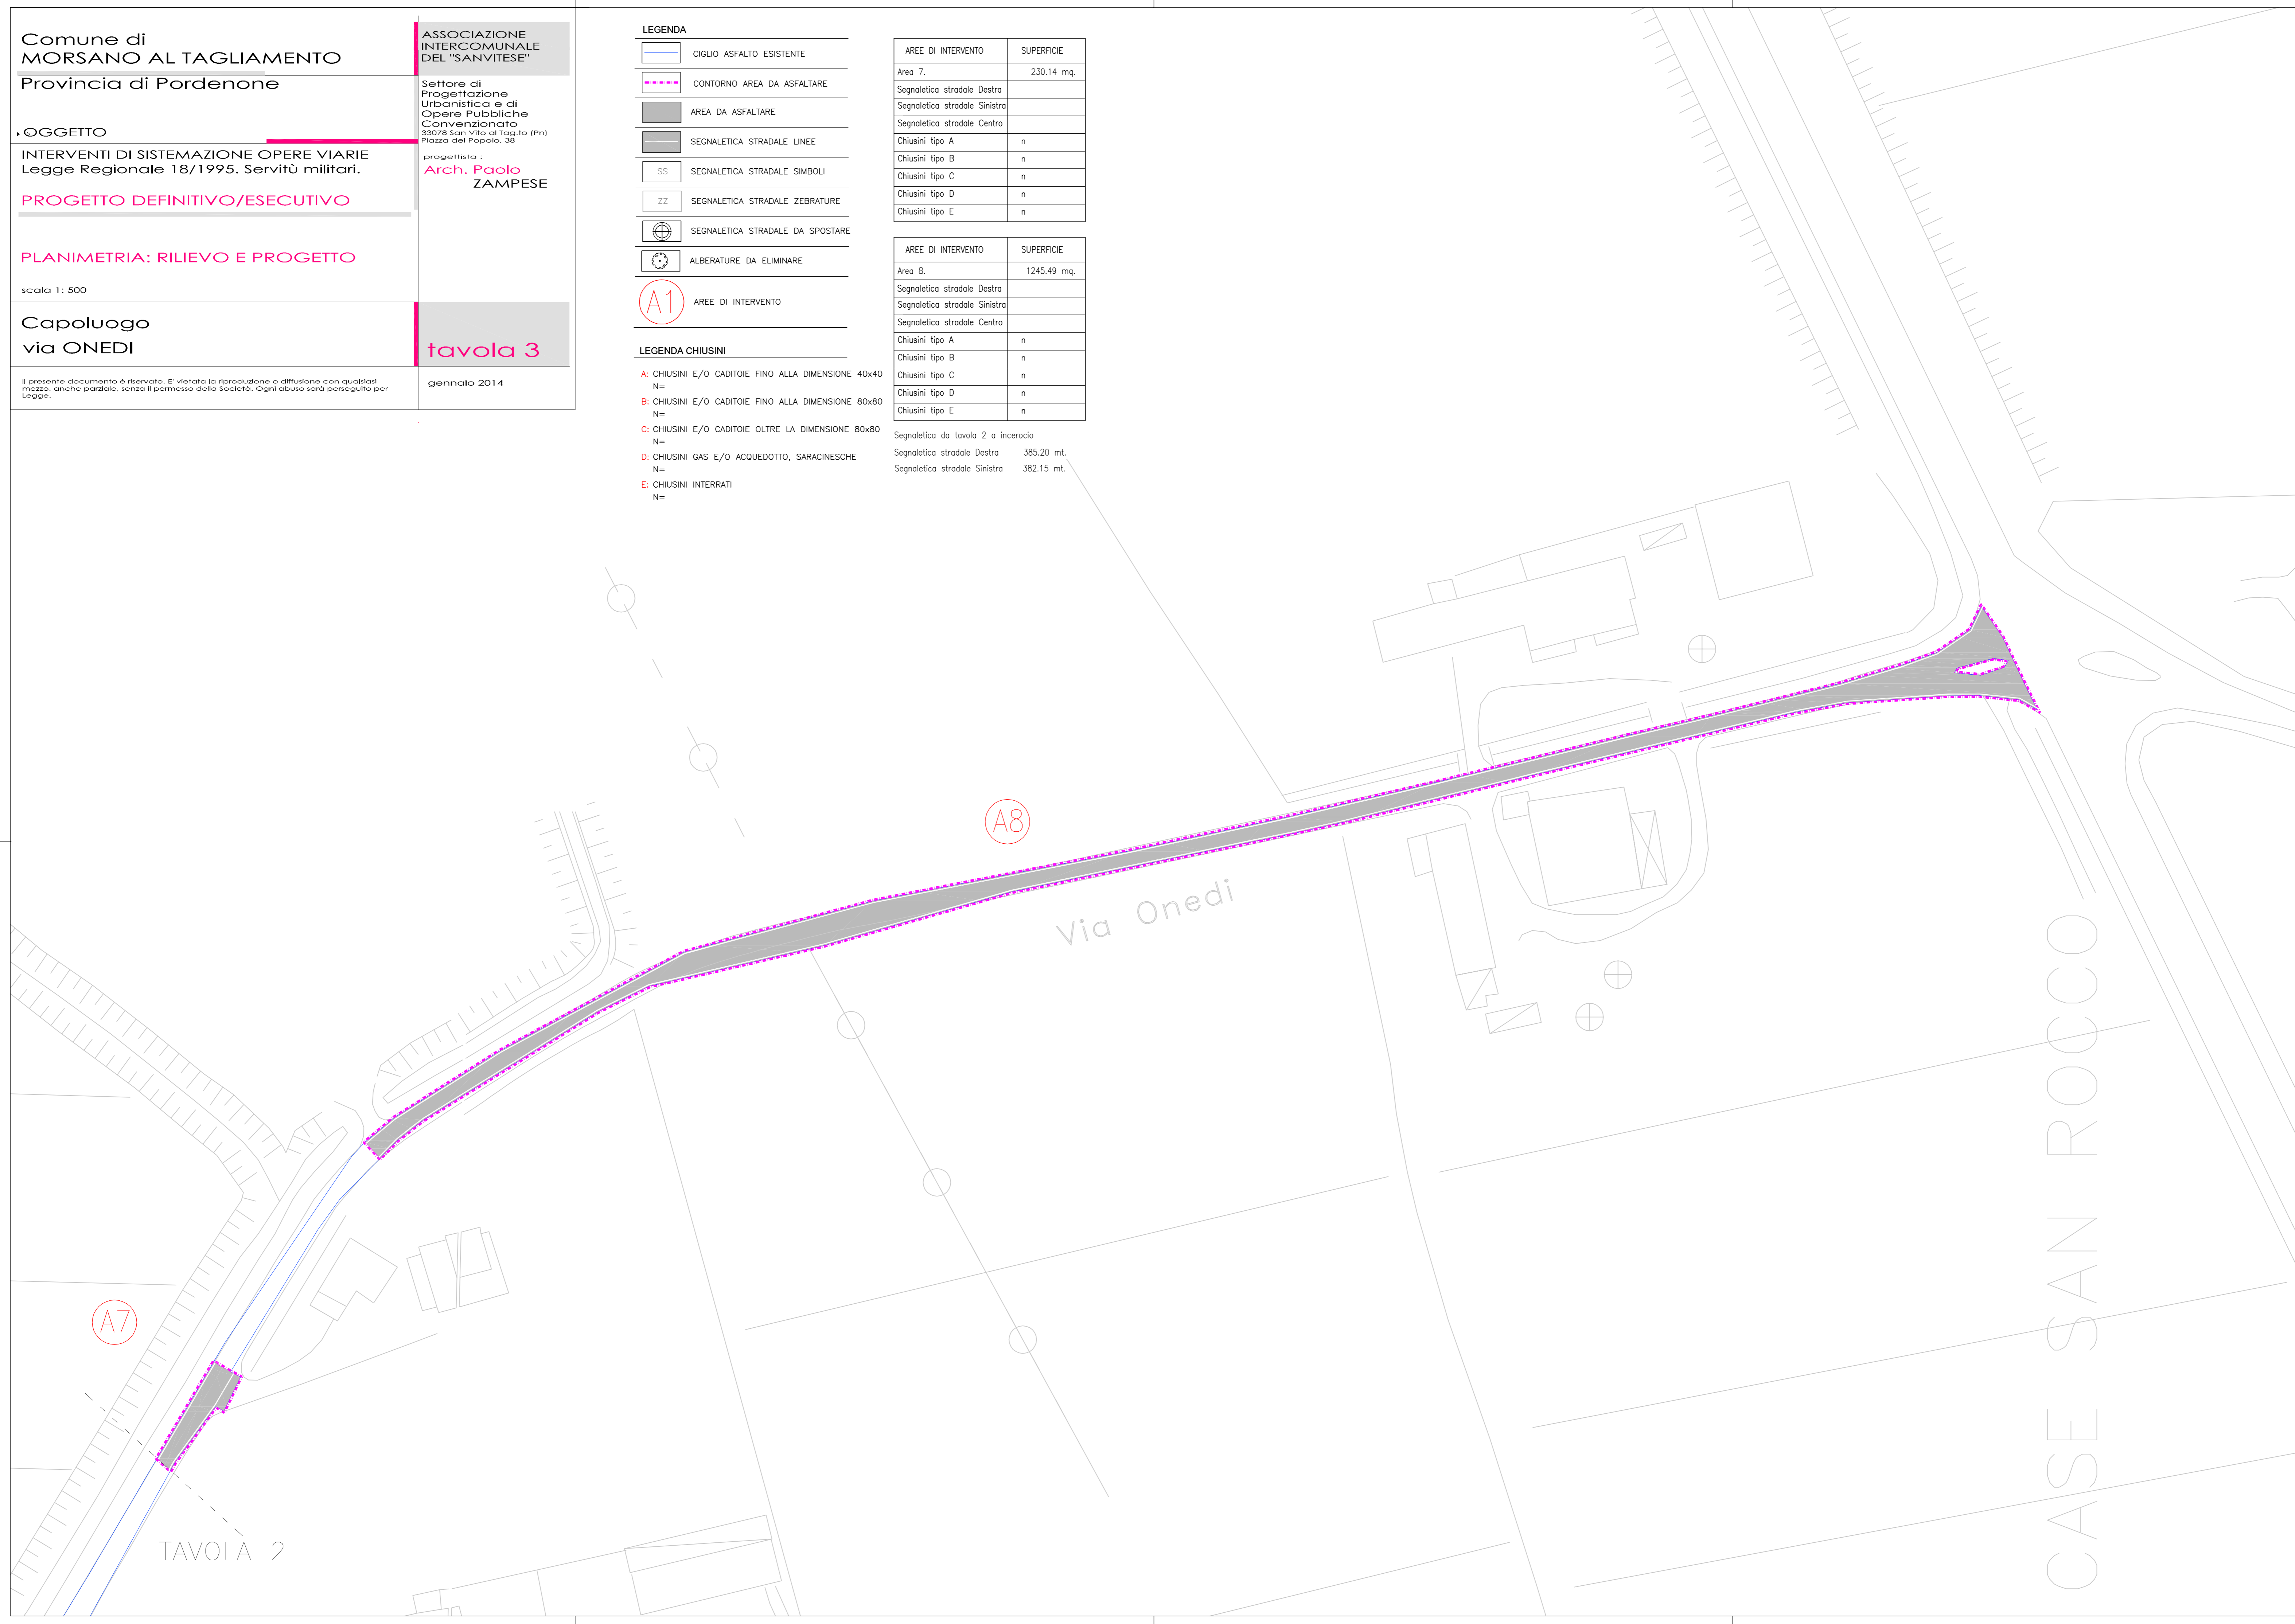 Comune di
MORSANO AL TAGLIAMENTO
Provincia di Pordenone
OGGETTO
INTERVENTI DI SISTEMAZIONE OPERE VIARIE
Legge Regionale 18/1995. Servitù militari.
PROGETTO DEFINITIVO/ESECUTIVO
PLANIMETRIA: RILIEVO E PROGETTO
scala 1: 500
Capoluogo
via ONEDI
Il presente documento è riservato. E' vietata la riproduzione o diffusione con qualsiasi
mezzo, anche parziale, senza il permesso della Società. Ogni abuso sarà perseguito per
Legge.
ASSOCIAZIONE
INTERCOMUNALE
DEL "SANVITESE"
Settore di
Progettazione
Urbanistica e di
Opere Pubbliche
Convenzionato
33078 San Vito al Tag.to (Pn)
Piazza del Popolo, 38
progettista :
Arch. Paolo
ZAMPESE
tavola 3
gennaio 2014
LEGENDA
CIGLIO ASFALTO ESISTENTE
CONTORNO AREA DA ASFALTARE
AREA DA ASFALTARE
SEGNALETICA STRADALE LINEE
SS SEGNALETICA STRADALE SIMBOLI
ZZ SEGNALETICA STRADALE ZEBRATURE
SEGNALETICA STRADALE DA SPOSTARE
ALBERATURE DA ELIMINARE
A1 AREE DI INTERVENTO
LEGENDA CHIUSINI
A: CHIUSINI E/O CADITOIE FINO ALLA DIMENSIONE 40x40
N=
B: CHIUSINI E/O CADITOIE FINO ALLA DIMENSIONE 80x80
N=
C: CHIUSINI E/O CADITOIE OLTRE LA DIMENSIONE 80x80
N=
D: CHIUSINI GAS E/O ACQUEDOTTO, SARACINESCHE
N=
E: CHIUSINI INTERRATI
N=
AREE DI INTERVENTO SUPERFICIE
Area 7. 230.14 mq.
Segnaletica stradale Destra
Segnaletica stradale Sinistra
Segnaletica stradale Centro
Chiusini tipo A n
Chiusini tipo B n
Chiusini tipo C n
Chiusini tipo D n
Chiusini tipo E n
AREE DI INTERVENTO SUPERFICIE
Area 8. 1245.49 mq.
Segnaletica stradale Destra
Segnaletica stradale Sinistra
Segnaletica stradale Centro
Chiusini tipo A n
Chiusini tipo B n
Chiusini tipo C n
Chiusini tipo D n
Chiusini tipo E n
Segnaletica da tavola 2 a incerocio
Segnaletica stradale Destra 385.20 mt.
Segnaletica stradale Sinistra 382.15 mt.
A8
Via Onedi
A7
TAVOLA 2
CASE SAN ROCCO